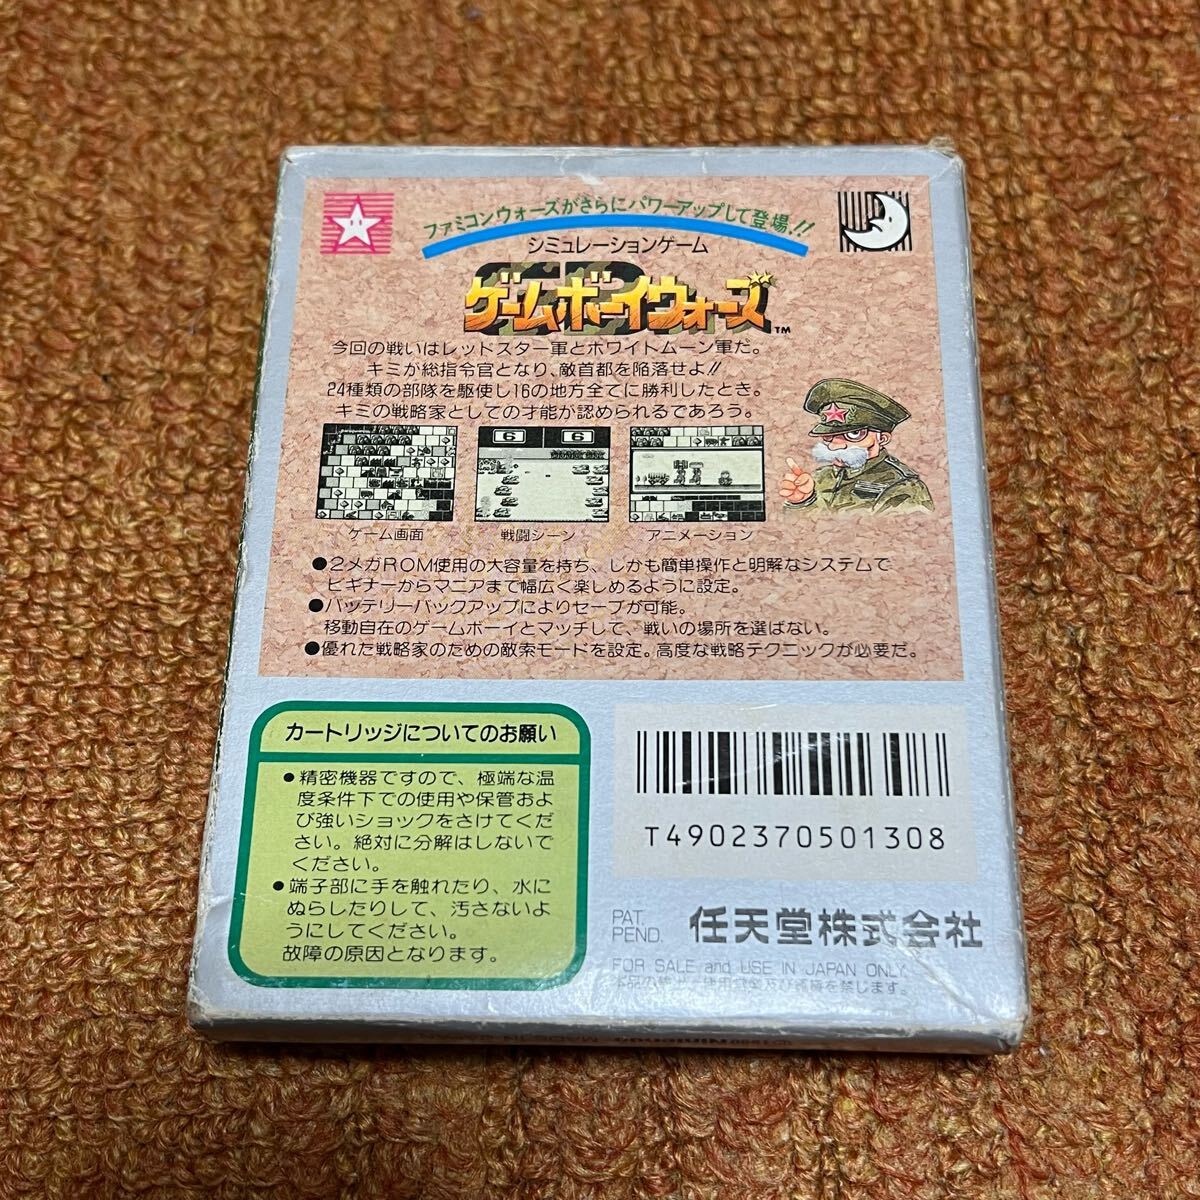 ファミコンウォーズがさらにパワーアップして登場!!
シミュレーションゲーム
ゲームボーイウォーズ™
今回の戦いはレッドスター軍とホワイトムーン軍だ。
キミが総指令官となり、敵首都を陥落せよ!!
24種類の部隊を駆使し16の地方全てに勝利したとき。
キミの戦略家としての才能が認められるであろう。
6 6
ゲーム画面 戦闘シーン アニメーション
●2メガROM使用の大容量を持ち、しかも簡単操作と明解なシステムで
ビギナーからマニアまで幅広く楽しめるように設定。
●バッテリーバックアップによりセーブが可能。
移動自在のゲームボーイとマッチして、戦いの場所を選ばない。
●優れた戦略家のための敵索モードを設定。高度な戦略テクニックが必要だ。
カートリッジについてのお願い
●精密機器ですので、極端な温
度条件下での使用や保管およ
び強いショックをさけてくだ
さい。絶対に分解はしないで
ください。
●端子部に手を触れたり、水に
ぬらしたりして、汚さないよ
うにしてください。
故障の原因となります。
T4902370501308
PAT.
PEND.
任天堂株式会社
FOR SALE and USE IN JAPAN ONLY.
を禁じます。
Nintendo MADE IN